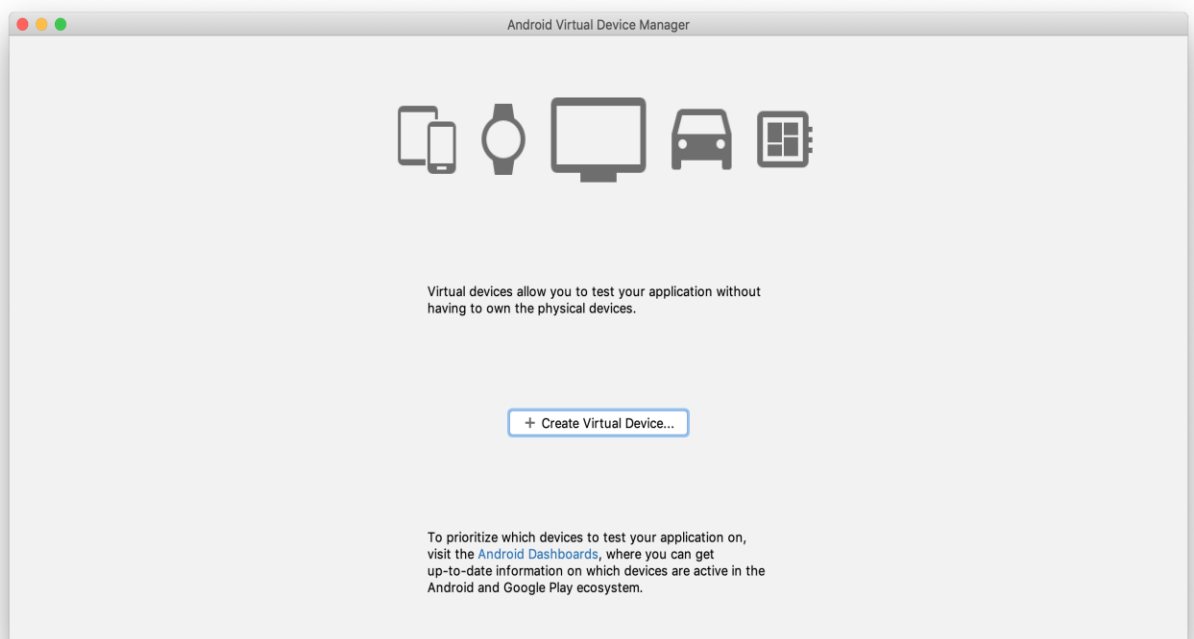 Android Virtual Device Manager
Virtual devices allow you to test your application without
having to own the physical devices.
+ Create Virtual Device...
To prioritize which devices to test your application on,
visit the Android Dashboards, where you can get
up-to-date information on which devices are active in the
Android and Google Play ecosystem.